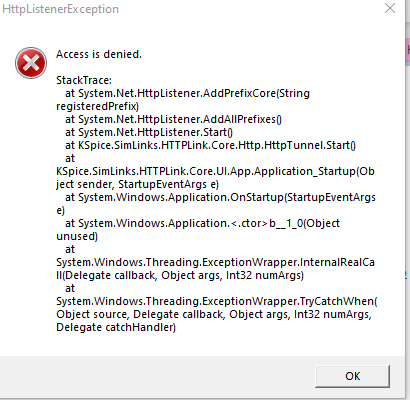 HttpListenerException
Access is denied.
StackTrace:
at System.Net.HttpListener.AddPrefixCore(String
registeredPrefix)
at System.Net.HttpListener.AddAllPrefixes()
at System.Net.HttpListener.Start()
at KSpice.SimLinks.HTTPLink.Core.Http.HttpTunnel.Start()
at
KSpice.SimLinks.HTTPLink.Core.UI.App.Application_Startup(Ob
ject sender, StartupEventArgs e)
at System.Windows.Application.OnStartup(StartupEventArgs
e)
at System.Windows.Application.<.ctor>b__1_0(Object
unused)
at
System.Windows.Threading.ExceptionWrapper.InternalRealCa
ll(Delegate callback, Object args, Int32 numArgs)
at
System.Windows.Threading.ExceptionWrapper.TryCatchWhen(
Object source, Delegate callback, Object args, Int32 numArgs,
Delegate catchHandler)
OK